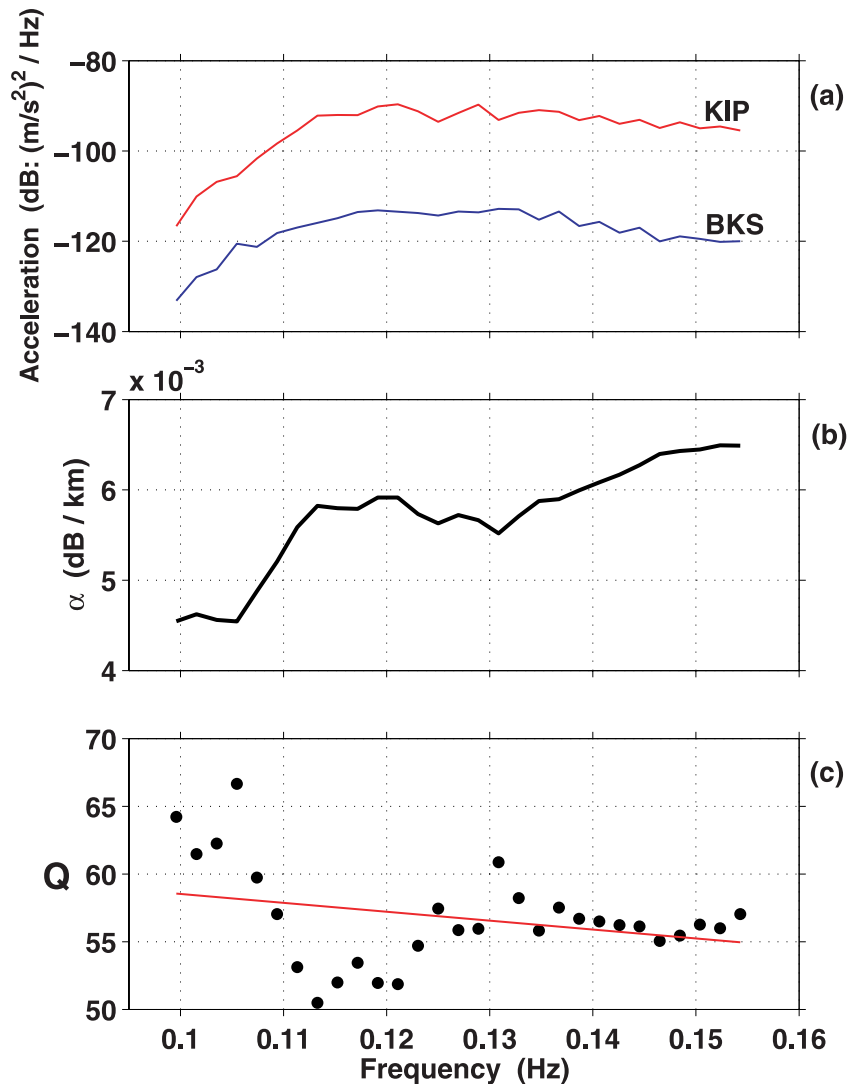 Acceleration (dB: (m/s²)² / Hz)
−80
−100
−120
−140
KIP
BKS
(a)
x 10⁻³
7
6
5
4
α (dB / km)
(b)
70
65
60
55
50
Q
(c)
0.1 0.11 0.12 0.13 0.14 0.15 0.16
Frequency (Hz)